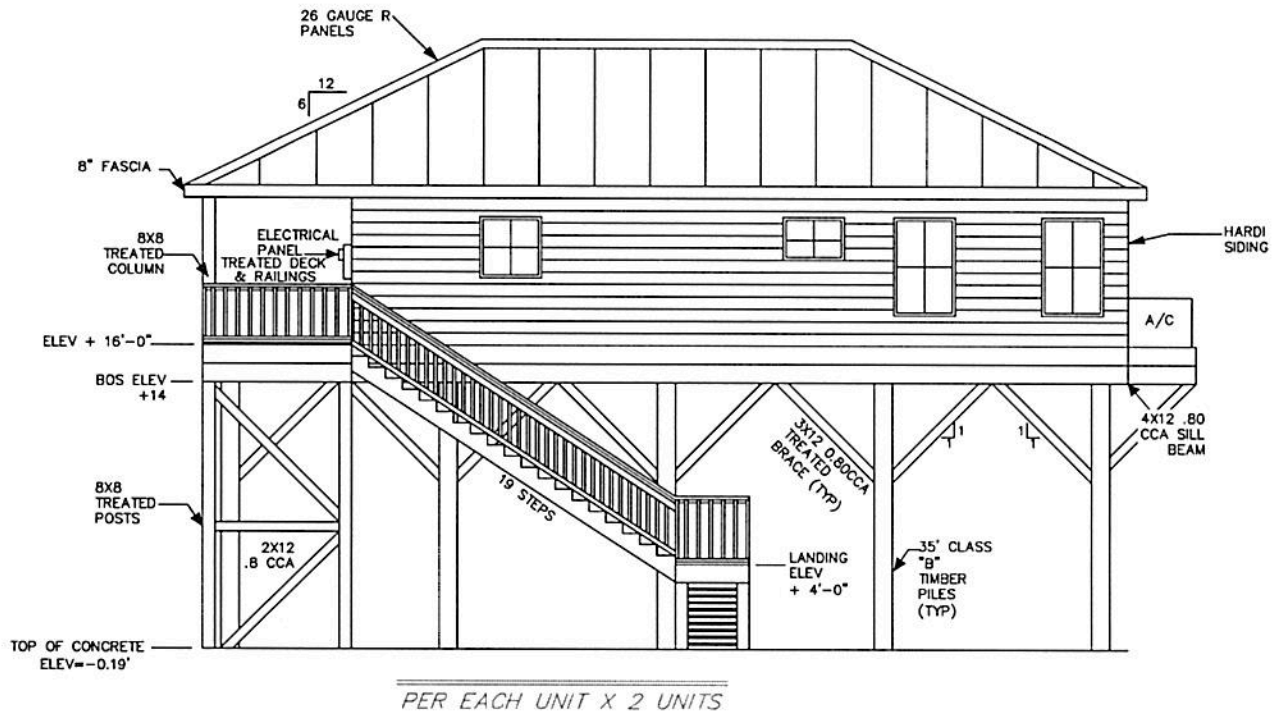 26 GAUGE R
PANELS
12
6
8" FASCIA
8X8
TREATED
COLUMN
ELECTRICAL
PANEL
TREATED DECK
& RAILINGS
HARDI
SIDING
A/C
ELEV + 16'-0"
BOS ELEV
+14
4X12 .80
CCA SILL
BEAM
1
1
3X12 0.80CCA
TREATED
BRACE (TYP)
19 STEPS
8X8
TREATED
POSTS
2X12
.8 CCA
LANDING
ELEV
+ 4'-0"
35' CLASS
"B"
TIMBER
PILES
(TYP)
TOP OF CONCRETE
ELEV=-0.19'
PER EACH UNIT X 2 UNITS